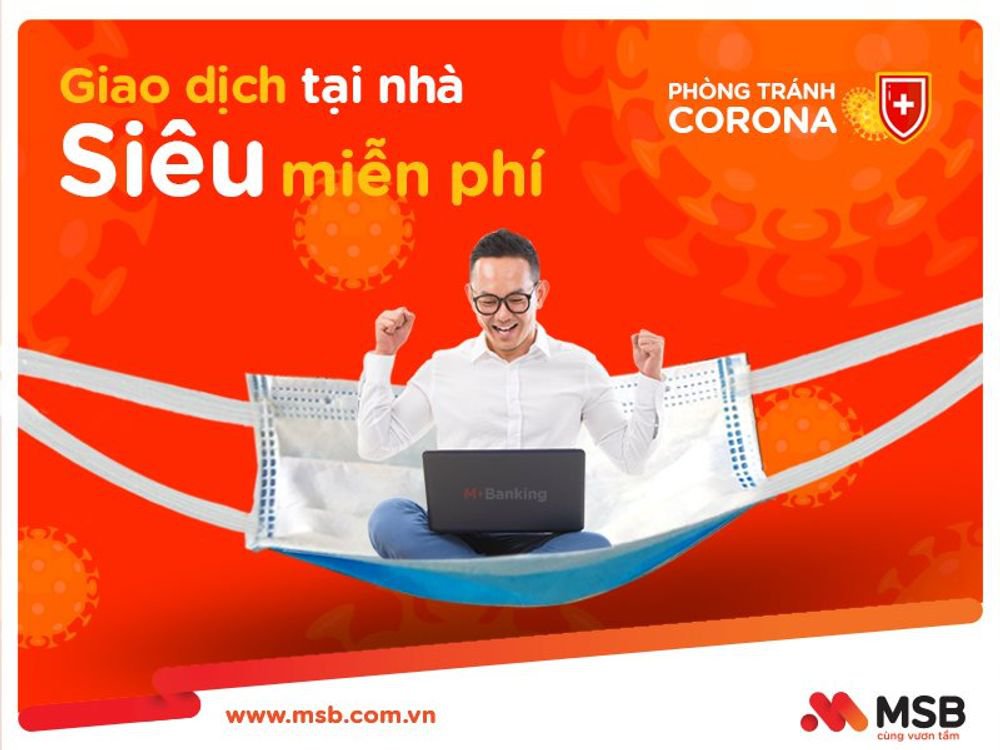 Giao dịch tại nhà
Siêu miễn phí
PHÒNG TRÁNH
CORONA
M Banking
www.msb.com.vn
MSB
cùng vươn tầm